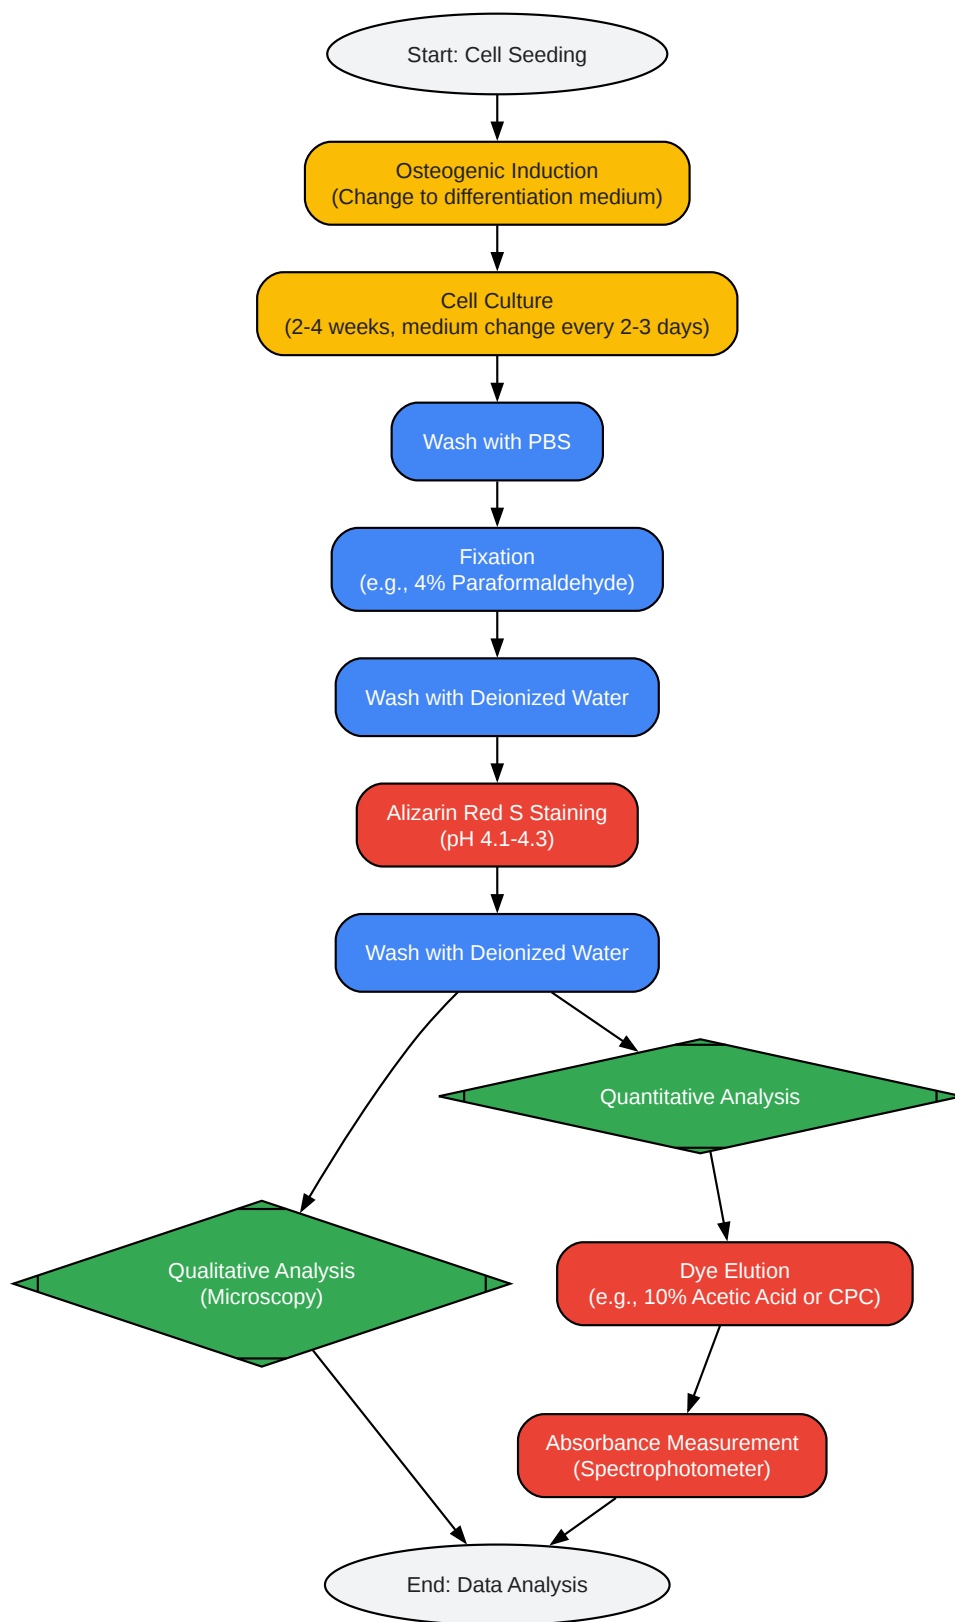 Start: Cell Seeding
Osteogenic Induction
(Change to differentiation medium)
Cell Culture
(2-4 weeks, medium change every 2-3 days)
Wash with PBS
Fixation
(e.g., 4% Paraformaldehyde)
Wash with Deionized Water
Alizarin Red S Staining
(pH 4.1-4.3)
Wash with Deionized Water
Quantitative Analysis
Qualitative Analysis
(Microscopy)
Dye Elution
(e.g., 10% Acetic Acid or CPC)
Absorbance Measurement
(Spectrophotometer)
End: Data Analysis